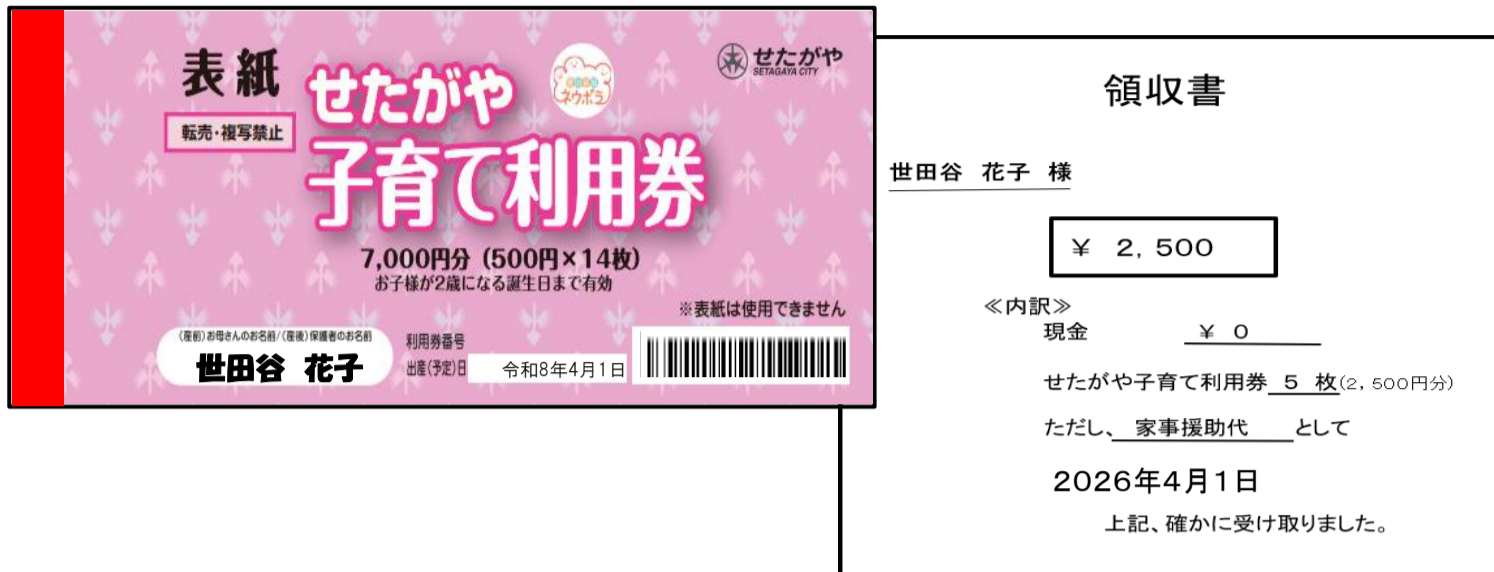 表紙
転売・複写禁止
せたがや
子育て利用券
ネウボラ
せたがや
SETAGAYA CITY
7,000円分（500円×14枚）
お子様が2歳になる誕生日まで有効
※表紙は使用できません
（産前）お母さんのお名前/（産後）保護者のお名前
世田谷 花子
利用券番号
出産（予定）日 令和8年4月1日
領収書
世田谷 花子 様
￥ 2，500
≪内訳≫
現金 ￥ 0
せたがや子育て利用券 5 枚（2，500円分）
ただし、 家事援助代 として
2026年4月1日
上記、確かに受け取りました。